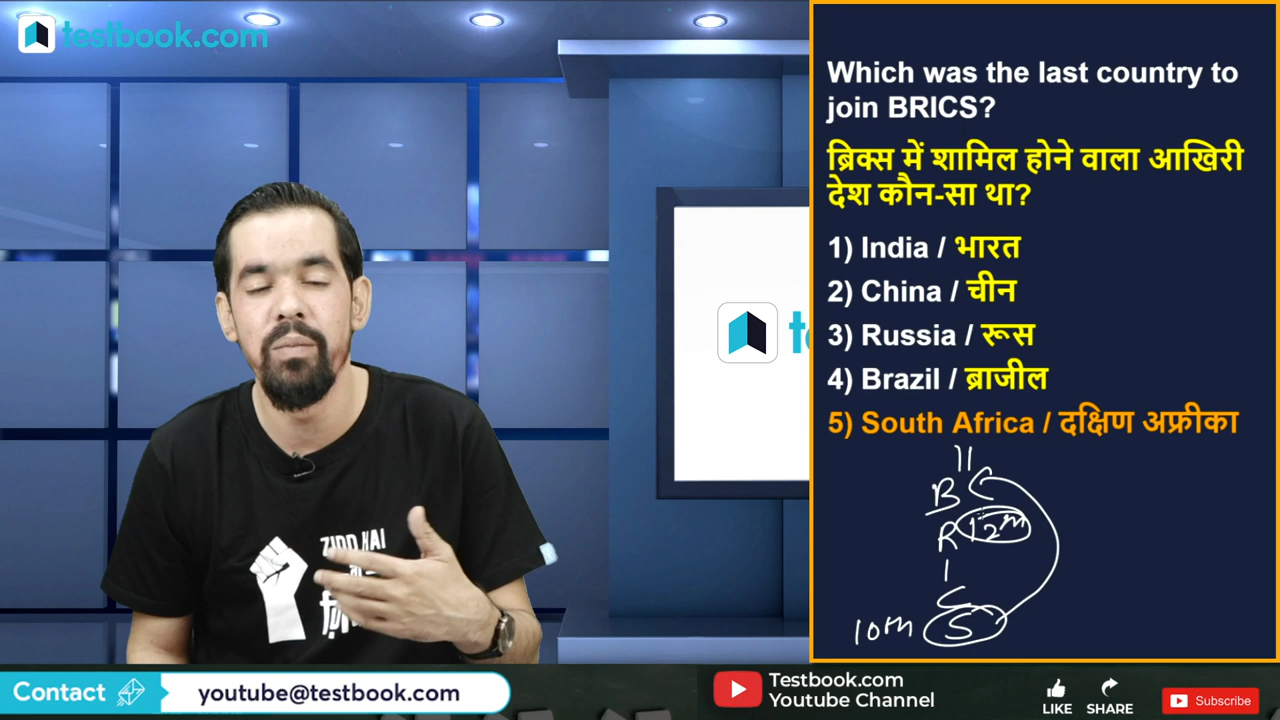 testbook.com
Which was the last country to
join BRICS?
ब्रिक्स में शामिल होने वाला आखिरी
देश कौन-सा था?
1) India / भारत
2) China / चीन
3) Russia / रूस
4) Brazil / ब्राजील
5) South Africa / दक्षिण अफ्रीका
B
R 12th
I
C
10th S
ZIDD HAI
Contact
youtube@testbook.com
Testbook.com
Youtube Channel
LIKE
SHARE
Subscribe